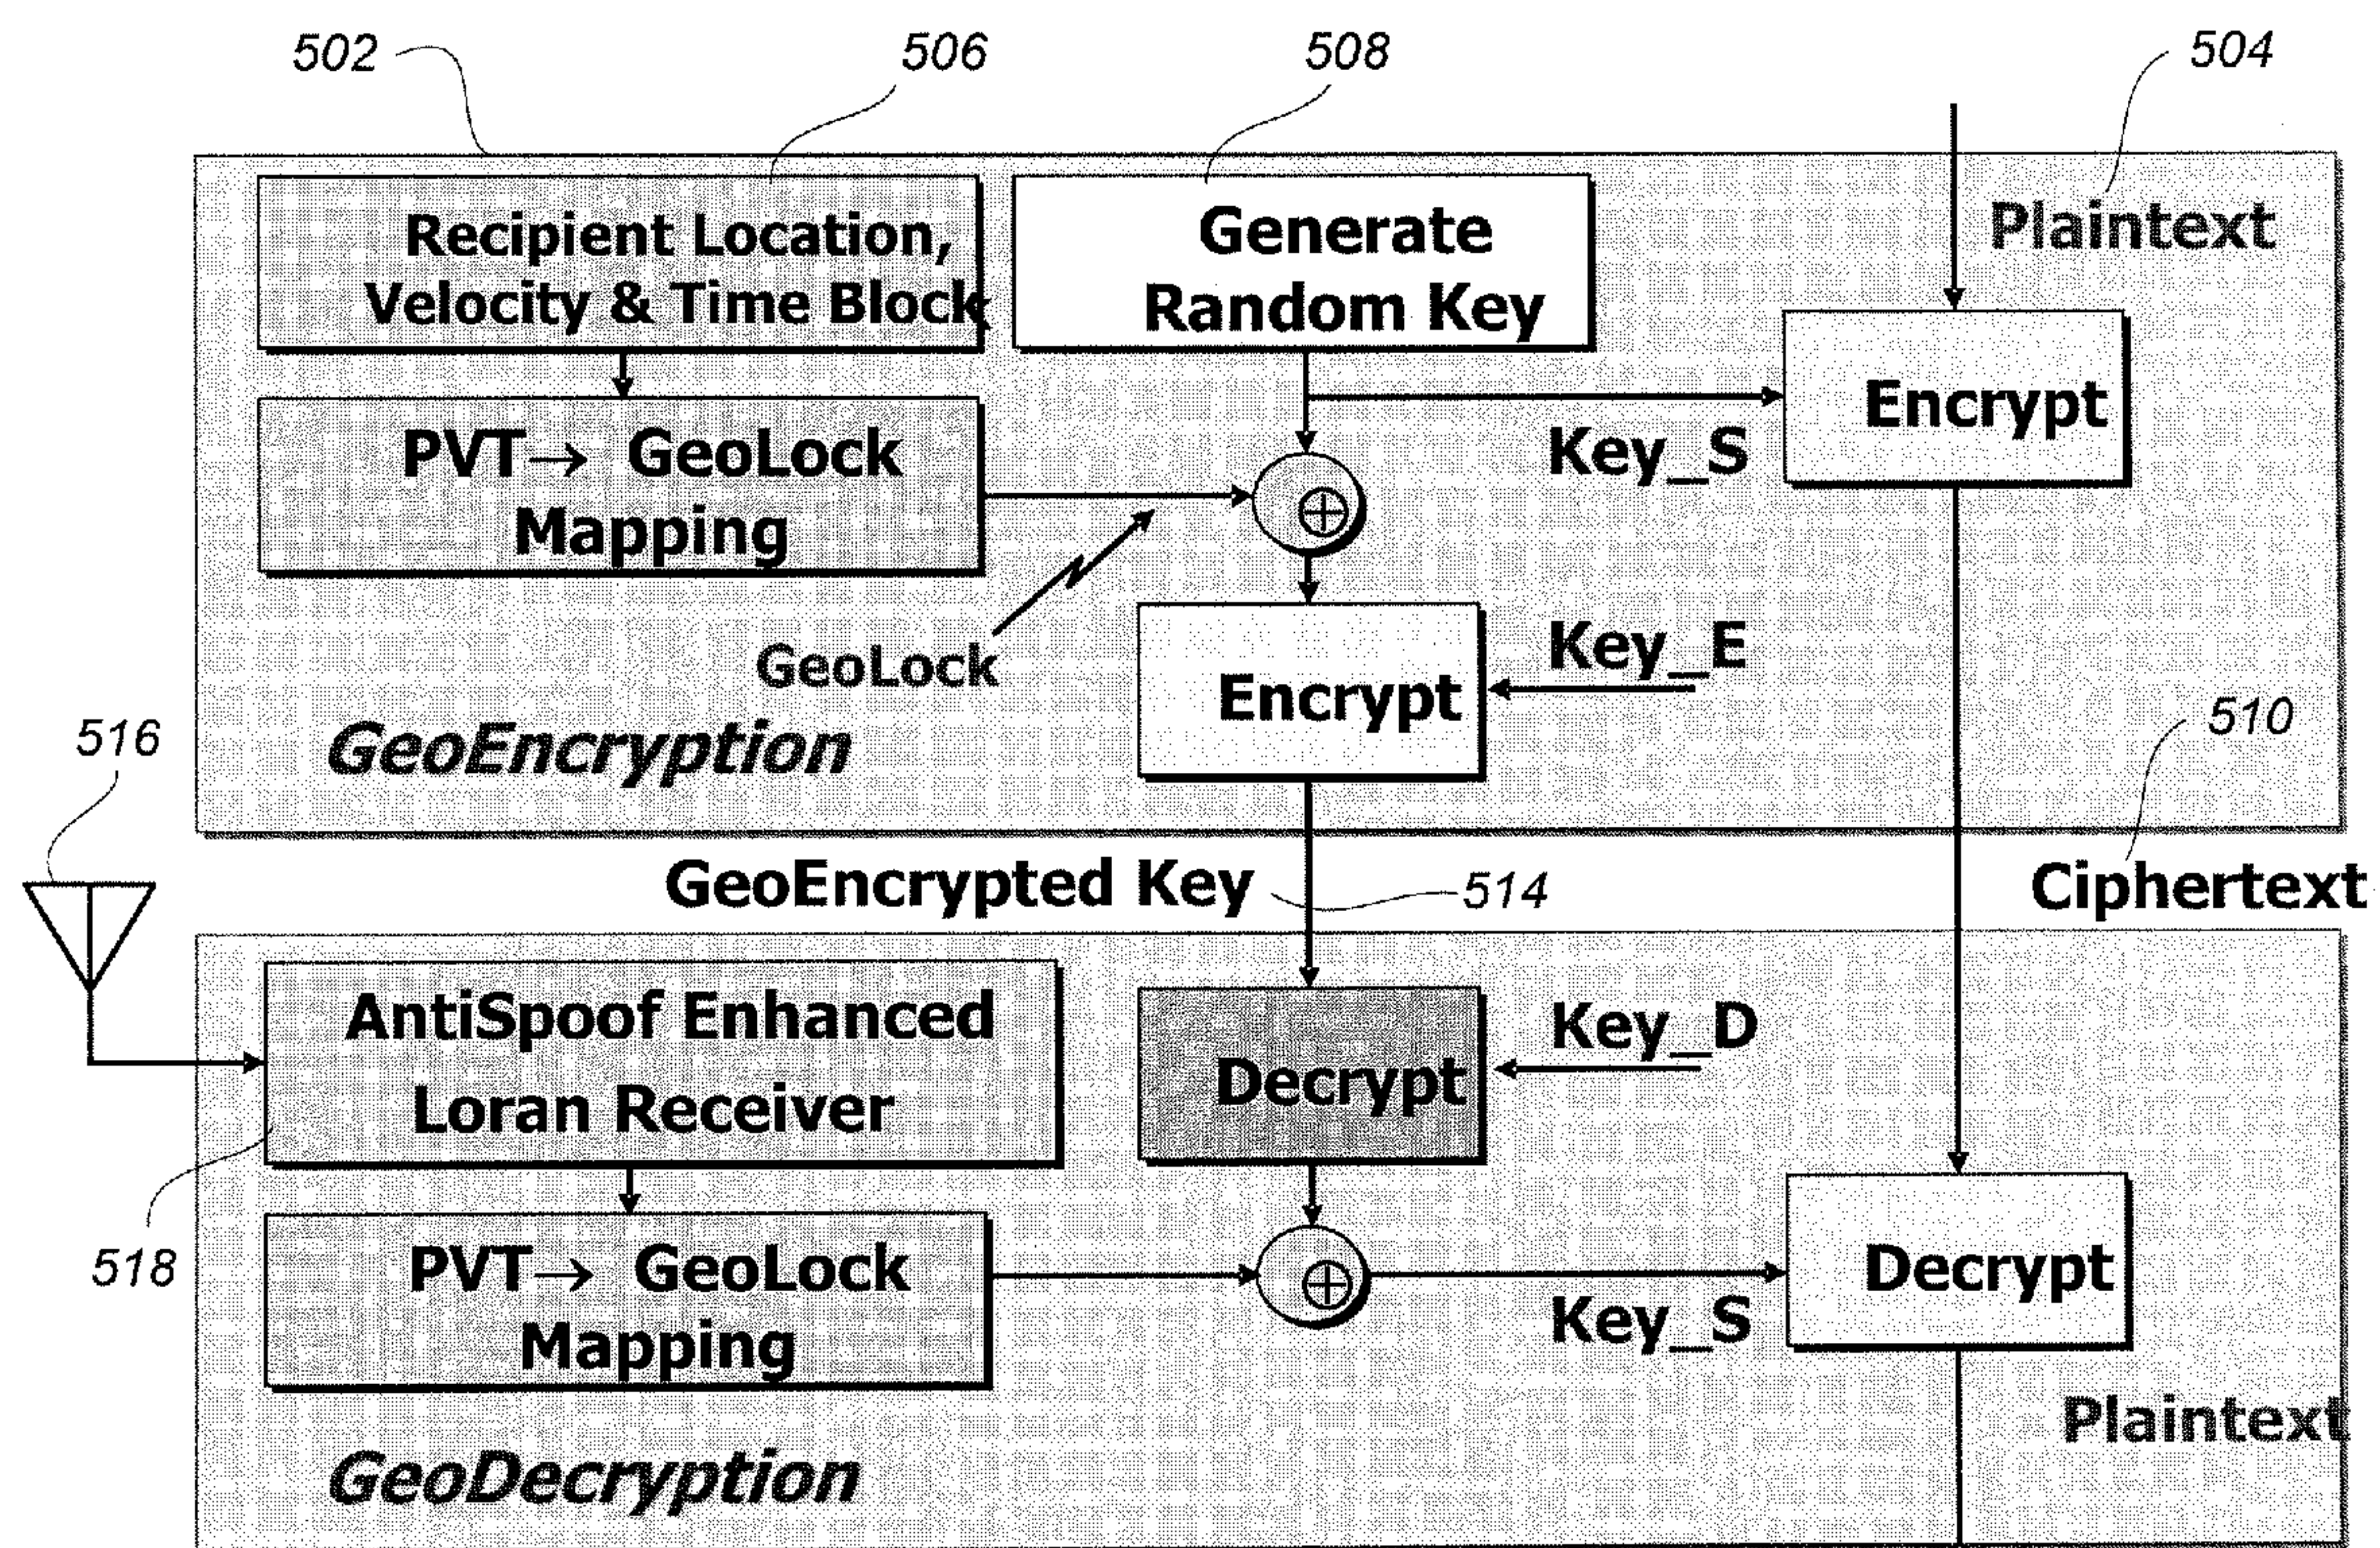 502
506
508
504
Recipient Location,
Velocity & Time Block
Generate
Random Key
Plaintext
Encrypt
PVT→ GeoLock
Mapping
Key_S
⊕
GeoLock
Encrypt
Key_E
GeoEncryption
510
516
GeoEncrypted Key
514
Ciphertext
AntiSpoof Enhanced
Loran Receiver
Decrypt
Key_D
518
PVT→ GeoLock
Mapping
⊕
Key_S
Decrypt
Plaintext
GeoDecryption